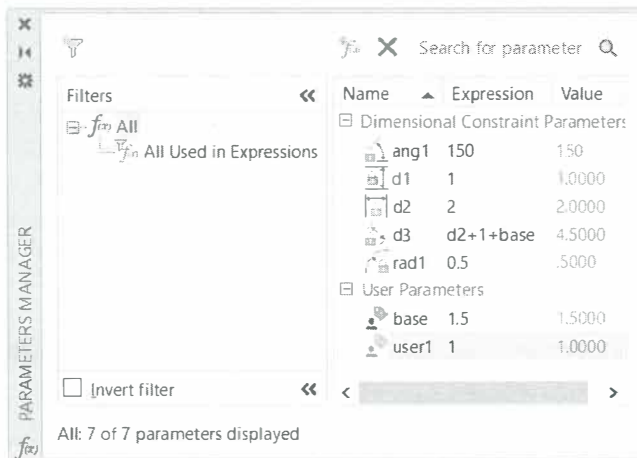 Search for parameter
Filters
Name Expression Value
f(x) All
All Used in Expressions
Dimensional Constraint Parameters
ang1 150 150
d1 1 1.0000
d2 2 2.0000
d3 d2+1+base 4.5000
rad1 0.5 .5000
User Parameters
base 1.5 1.5000
user1 1 1.0000
Invert filter
All: 7 of 7 parameters displayed
PARAMETERS MANAGER
f(x)